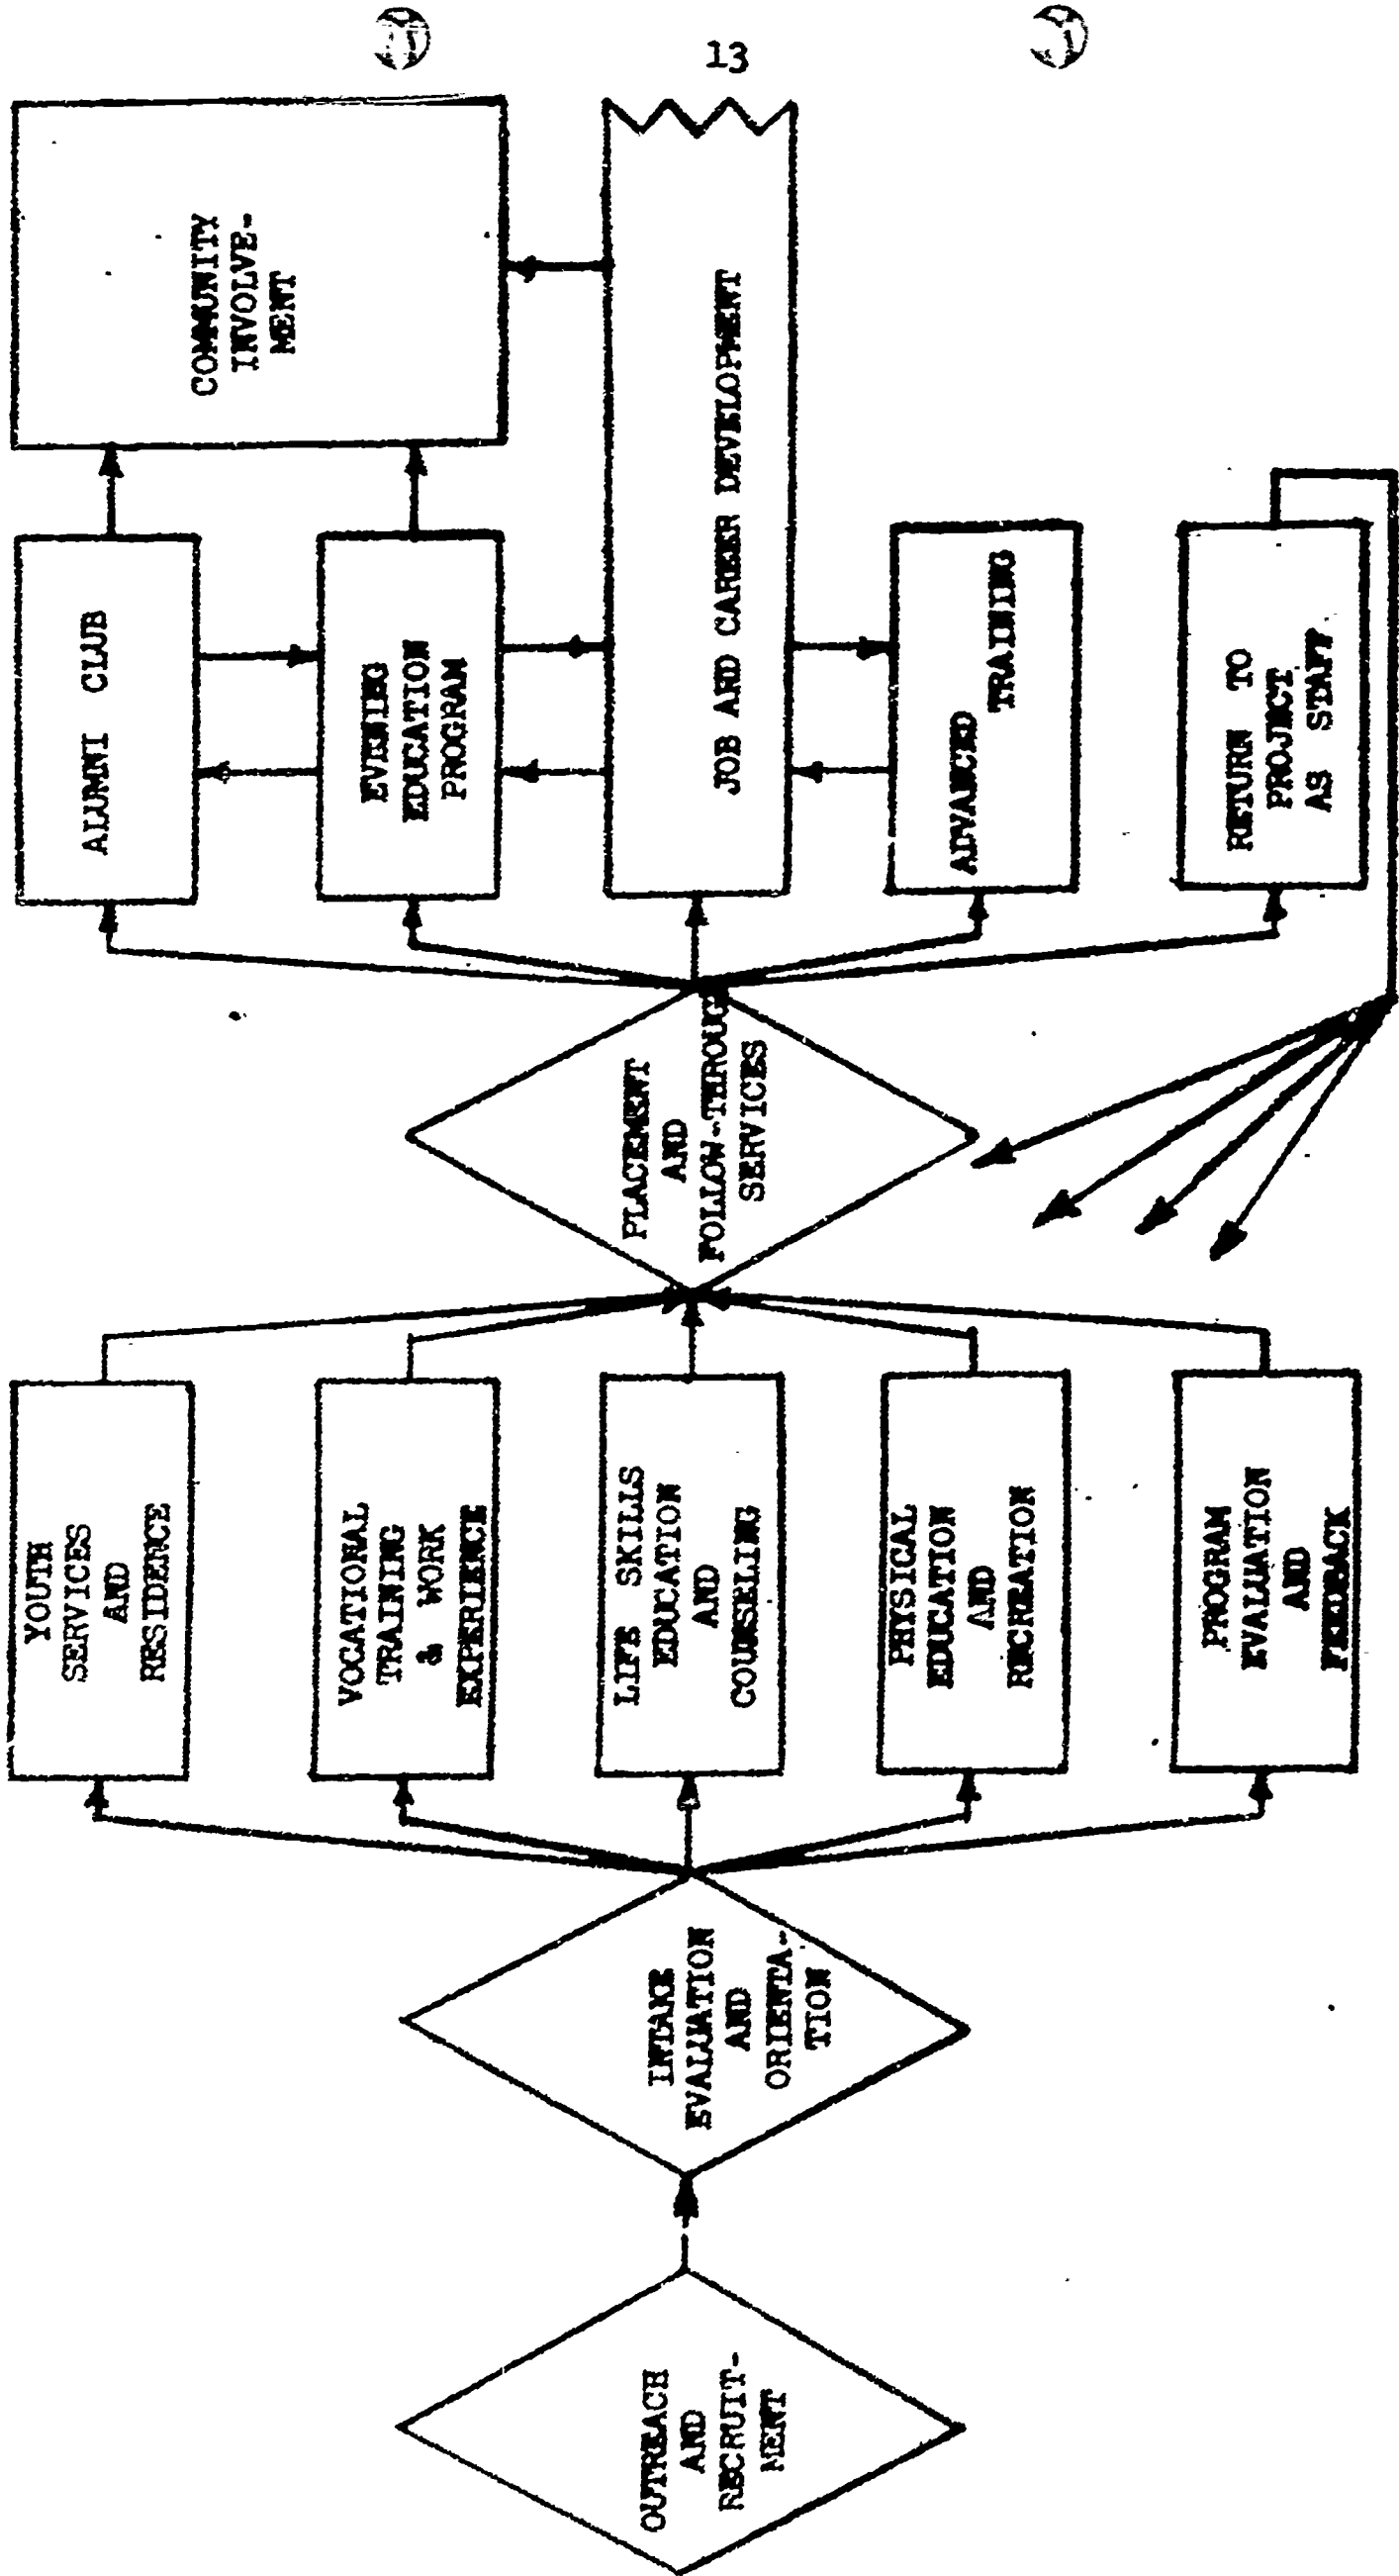 13
OUTREACH
AND
RECRUIT-
MENT
INTAKE
EVALUATION
AND
ORIENTA-
TION
YOUTH
SERVICES
AND
RESIDENCE
VOCATIONAL
TRAINING
& WORK
EXPERIENCE
LIFE SKILLS
EDUCATION
AND
COUNSELING
PHYSICAL
EDUCATION
AND
RECREATION
PROGRAM
EVALUATION
AND
FEEDBACK
PLACEMENT
AND
FOLLOW-THROUGH
SERVICES
ALUMNI CLUB
EVENING
EDUCATION
PROGRAM
JOB AND CAREER DEVELOPMENT
ADVANCED
TRAINING
RETURN TO
PROJECT
AS STAFF
COMMUNITY
INVOLVE-
MENT